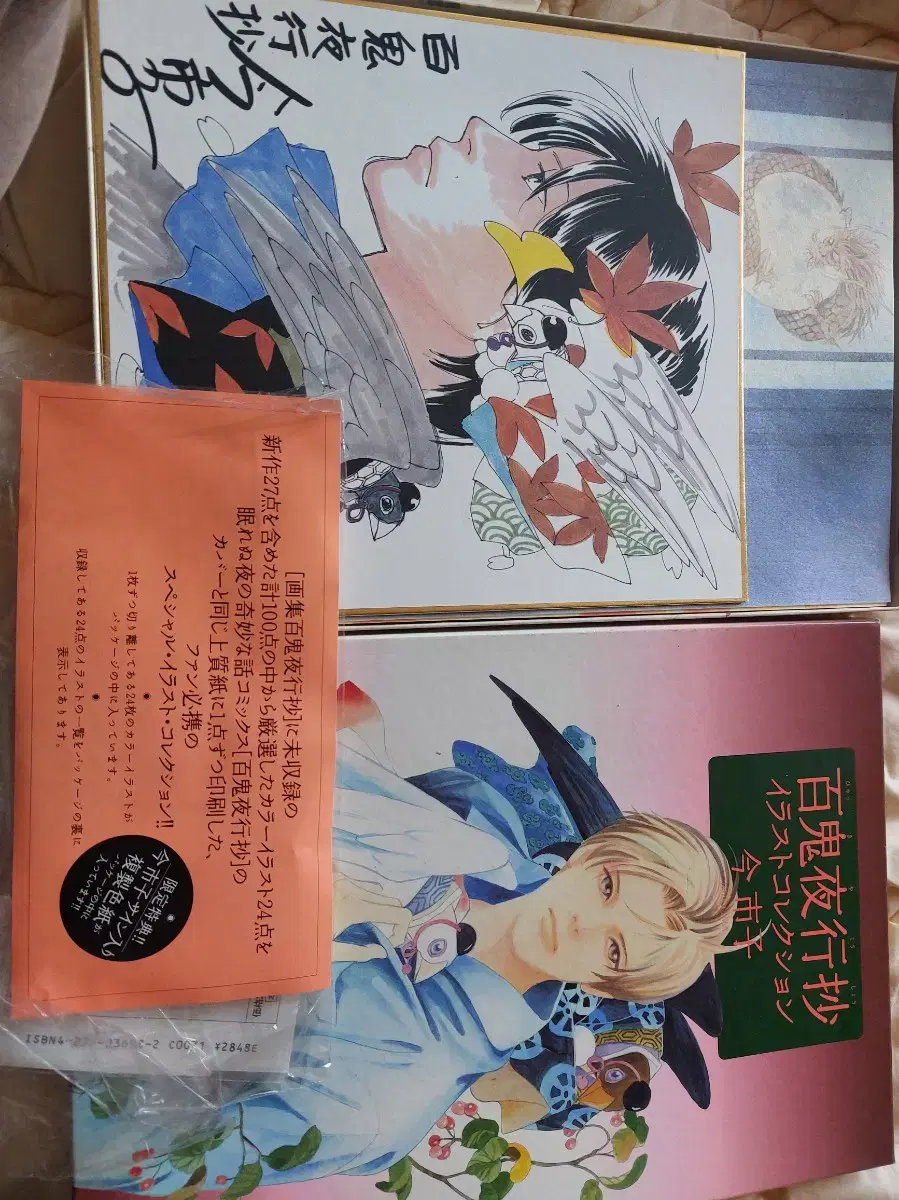 百鬼夜行抄
今市子
[画集百鬼夜行抄]に未収録の
新作27点を含めた計100点の中から厳選したカラーイラスト24点を
眠れぬ夜の奇妙な話コミックス[百鬼夜行抄]の
カバーと同じ上質紙に1点ずつ印刷した、
ファン必携の
スペシャル・イラスト・コレクション!!
1枚ずつ切り離してある24枚のカラーイラストが
パッケージの中に入っています。
収録してある24点のイラストの一覧をパッケージの裏に
表示してあります。
限定特典!!
パッケージの中に
今市子サイン入り
複製色紙が
入っています!!
百鬼夜行抄
イラストコレクション
今市子
C0071 ¥2848E